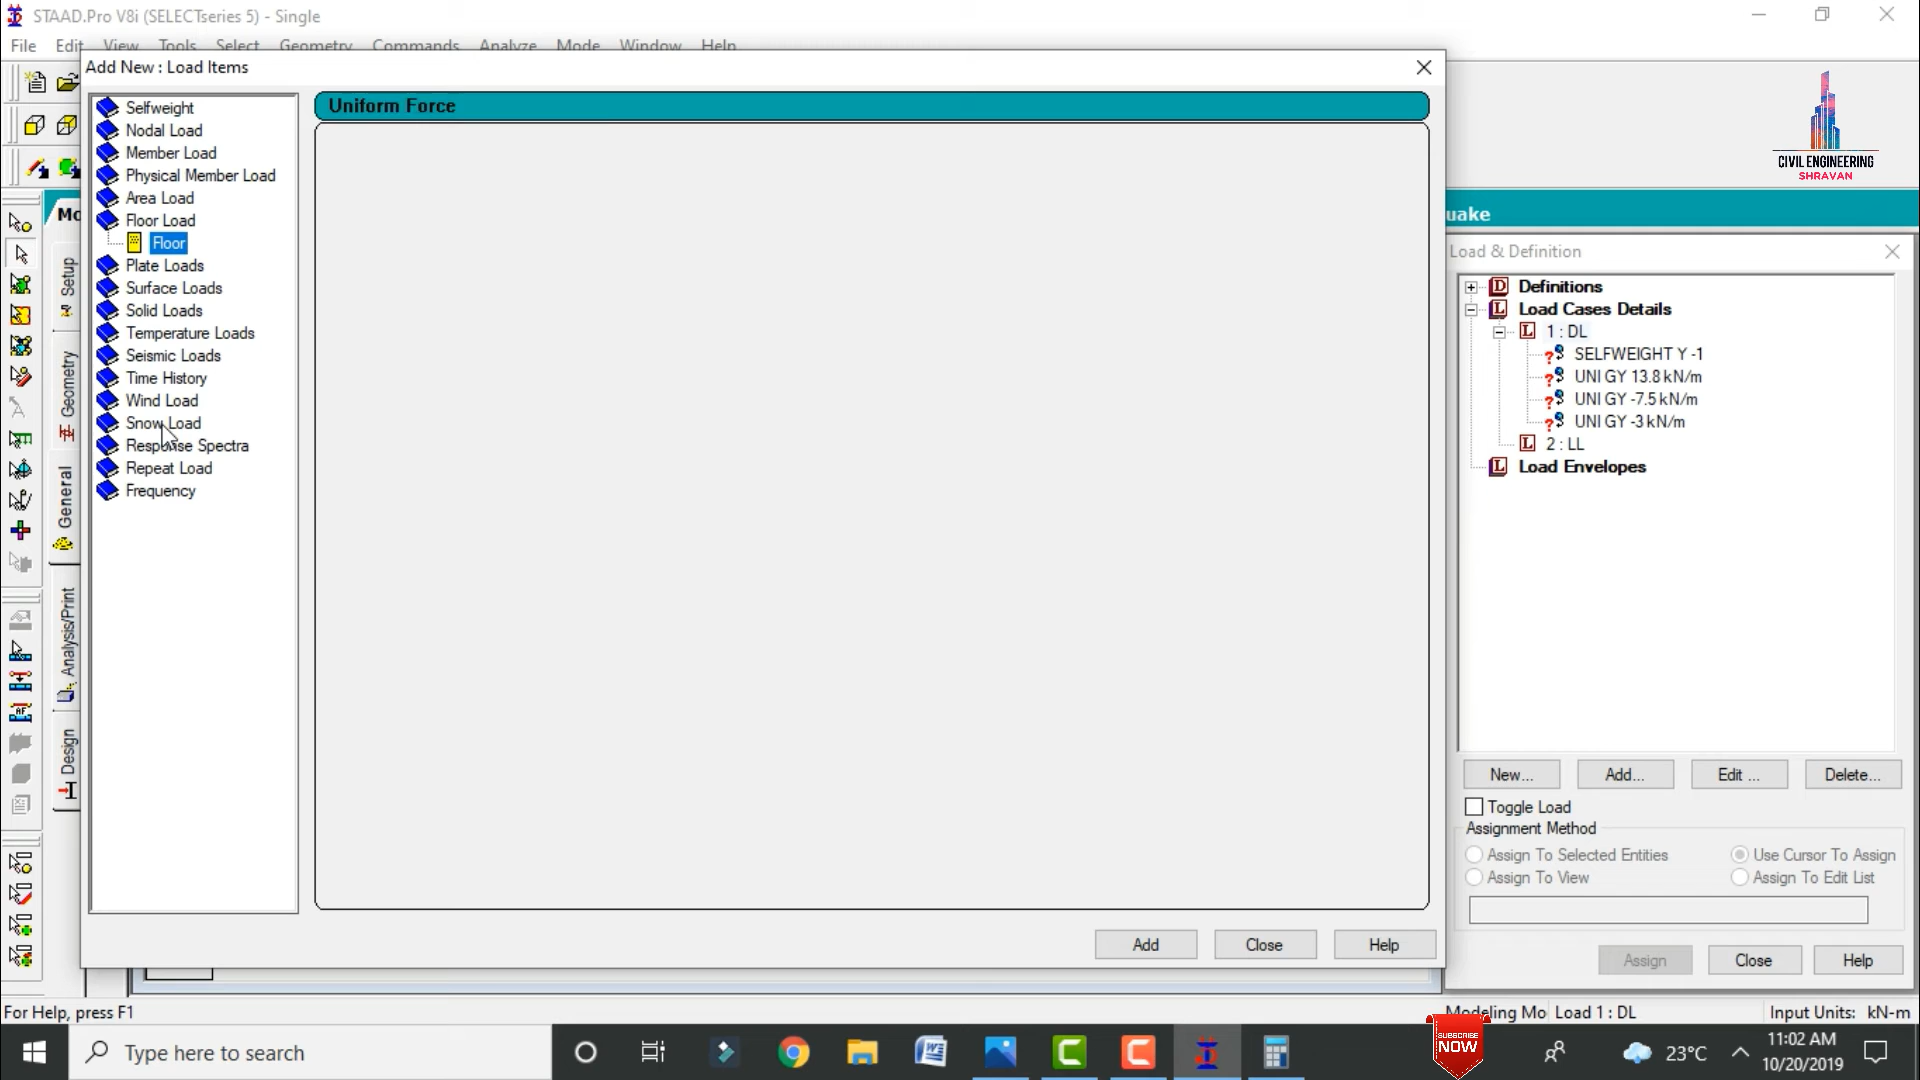 STAAD.Pro V8i (SELECTseries 5) - Single
File Edit View Tools Select Geometry Commands Analyze Mode Window Help
Add New : Load Items
Selfweight
Nodal Load
Member Load
Physical Member Load
Area Load
Floor Load
Floor
Plate Loads
Surface Loads
Solid Loads
Temperature Loads
Seismic Loads
Time History
Wind Load
Snow Load
Response Spectra
Repeat Load
Frequency
Uniform Force
Add Close Help
Mo
Setup
Geometry
General
Analysis/Print
Design
CIVIL ENGINEERING
SHRAVAN
uake
Load & Definition
Definitions
Load Cases Details
1 : DL
SELFWEIGHT Y -1
UNI GY 13.8 kN/m
UNI GY -7.5 kN/m
UNI GY -3 kN/m
2 : LL
Load Envelopes
New... Add... Edit ... Delete...
Toggle Load
Assignment Method
Assign To Selected Entities Use Cursor To Assign
Assign To View Assign To Edit List
Assign Close Help
For Help, press F1
Modeling Mo Load 1 : DL Input Units: kN-m
Type here to search
SUBSCRIBE
NOW
23°C
11:02 AM
10/20/2019